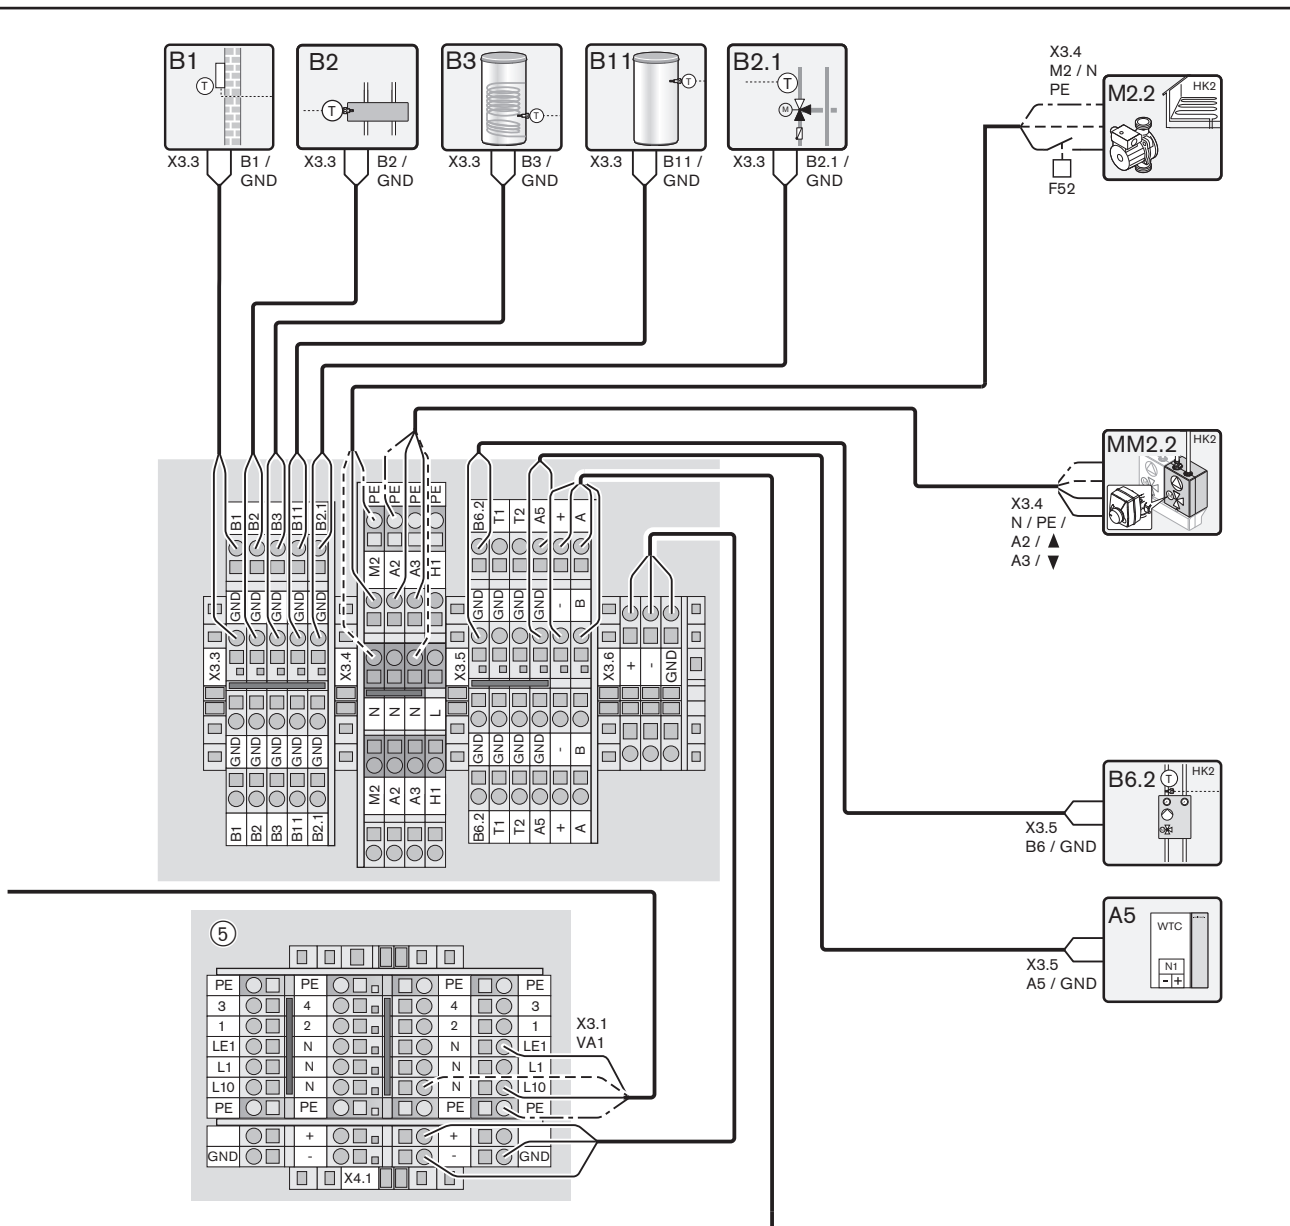 B1
B2
B3
B11
B2.1
T
T
T
T
T
M
X3.3
B1 /
GND
X3.3
B2 /
GND
X3.3
B3 /
GND
X3.3
B11 /
GND
X3.3
B2.1 /
GND
X3.4
M2 / N
PE
M2.2
HK2
F52
MM2.2
HK2
X3.4
N / PE /
A2 / ▲
A3 / ▼
PE PE PE PE
B1 B2 B3 B11 B2.1
B6.2 T1 T2 A5 + A
M2 A2 A3 H1
GND GND GND GND GND
GND GND GND GND - B
X3.3
X3.4
X3.5
X3.6
+ - GND
N N N L
GND GND GND GND GND
GND GND GND GND - B
M2 A2 A3 H1
B1 B2 B3 B11 B2.1
B6.2 T1 T2 A5 + A
B6.2
T
HK2
X3.5
B6 / GND
A5
WTC
N1
- +
X3.5
A5 / GND
5
PE PE PE PE
3 4 4 3
1 2 2 1
LE1 N N LE1
L1 N N L1
L10 N N L10
PE PE PE PE
+ +
GND - - GND
X4.1
X3.1
VA1